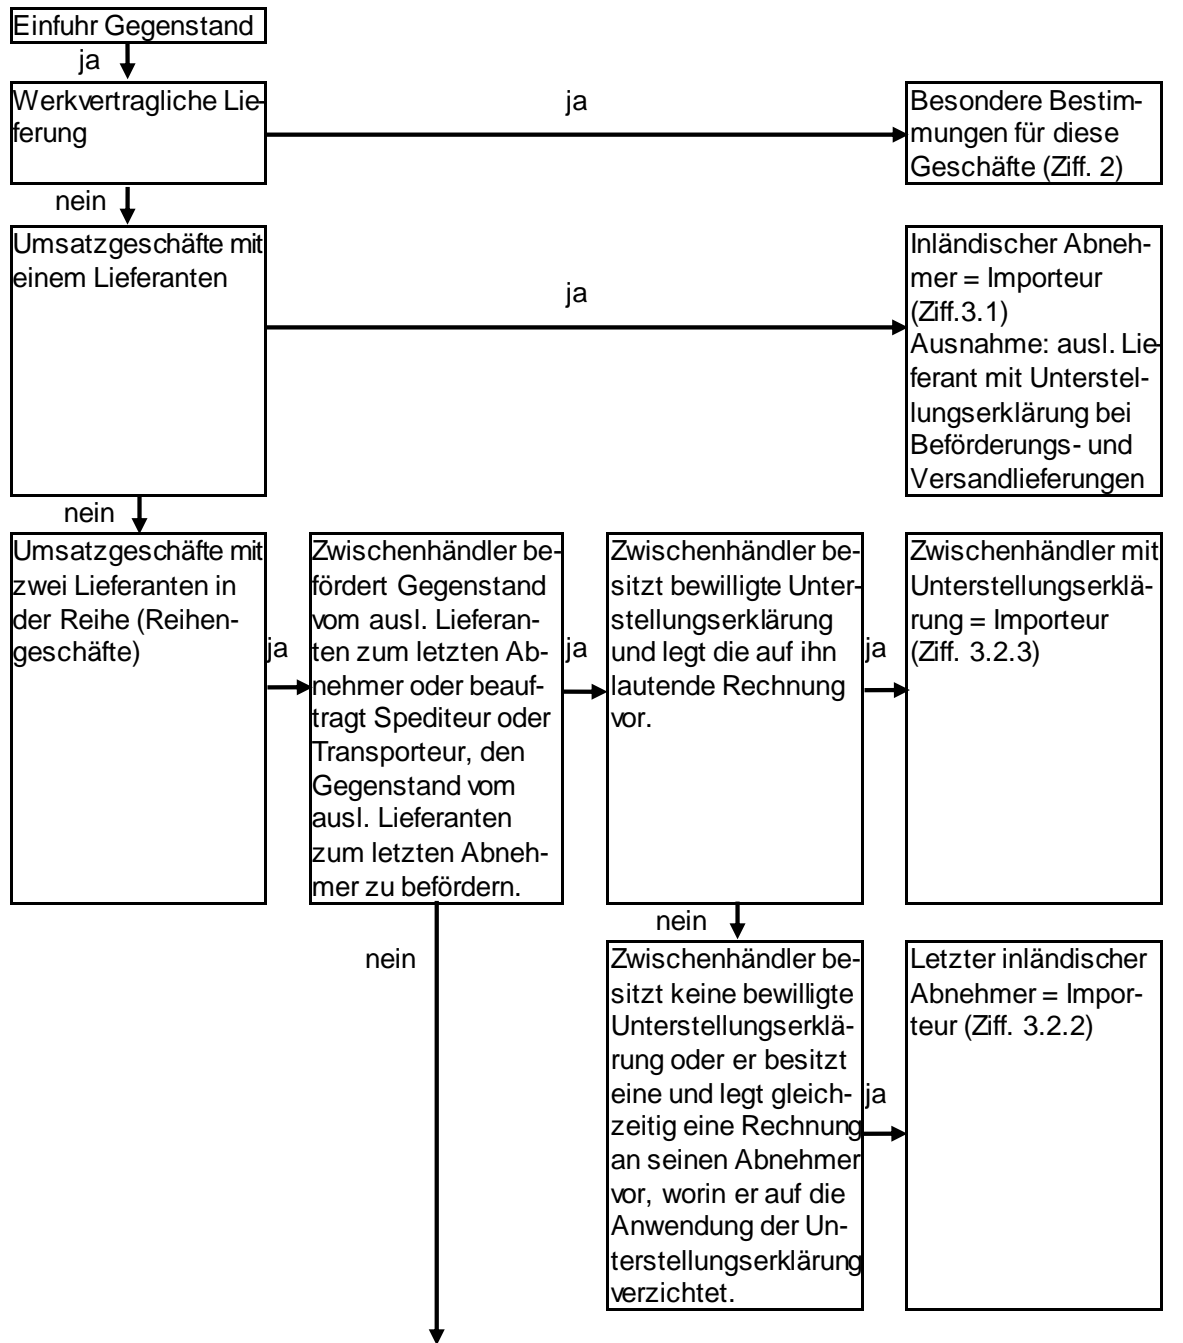 Einfuhr Gegenstand
ja
Werkvertragliche Lie-
ferung
ja
Besondere Bestim-
mungen für diese
Geschäfte (Ziff. 2)
nein
Umsatzgeschäfte mit
einem Lieferanten
ja
Inländischer Abneh-
mer = Importeur
(Ziff.3.1)
Ausnahme: ausl. Lie-
ferant mit Unterstel-
lungserklärung bei
Beförderungs- und
Versandlieferungen
nein
Umsatzgeschäfte mit
zwei Lieferanten in
der Reihe (Reihen-
geschäfte)
ja
Zwischenhändler be-
fördert Gegenstand
vom ausl. Lieferan-
ten zum letzten Ab-
nehmer oder beauf-
tragt Spediteur oder
Transporteur, den
Gegenstand vom
ausl. Lieferanten
zum letzten Abneh-
mer zu befördern.
ja
Zwischenhändler be-
sitzt bewilligte Unter-
stellungserklärung
und legt die auf ihn
lautende Rechnung
vor.
ja
Zwischenhändler mit
Unterstellungserklä-
rung = Importeur
(Ziff. 3.2.3)
nein
nein
Zwischenhändler be-
sitzt keine bewilligte
Unterstellungserklä-
rung oder er besitzt
eine und legt gleich-
zeitig eine Rechnung
an seinen Abnehmer
vor, worin er auf die
Anwendung der Un-
terstellungserklärung
verzichtet.
ja
Letzter inländischer
Abnehmer = Impor-
teur (Ziff. 3.2.2)